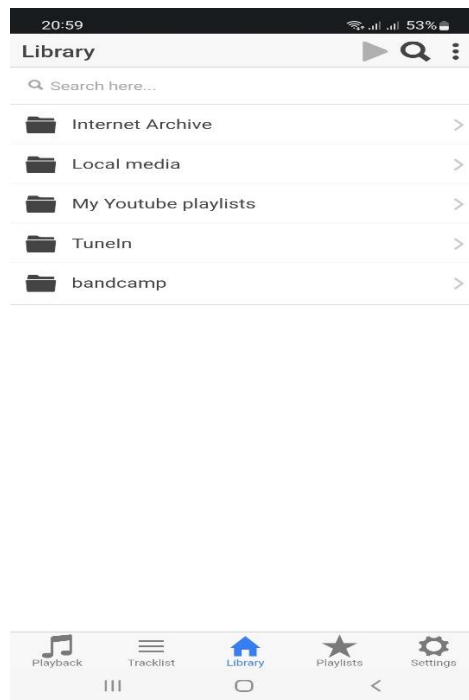 20:59 53%
Library
Search here...
Internet Archive
Local media
My Youtube playlists
TuneIn
bandcamp
Playback Tracklist Library Playlists Settings